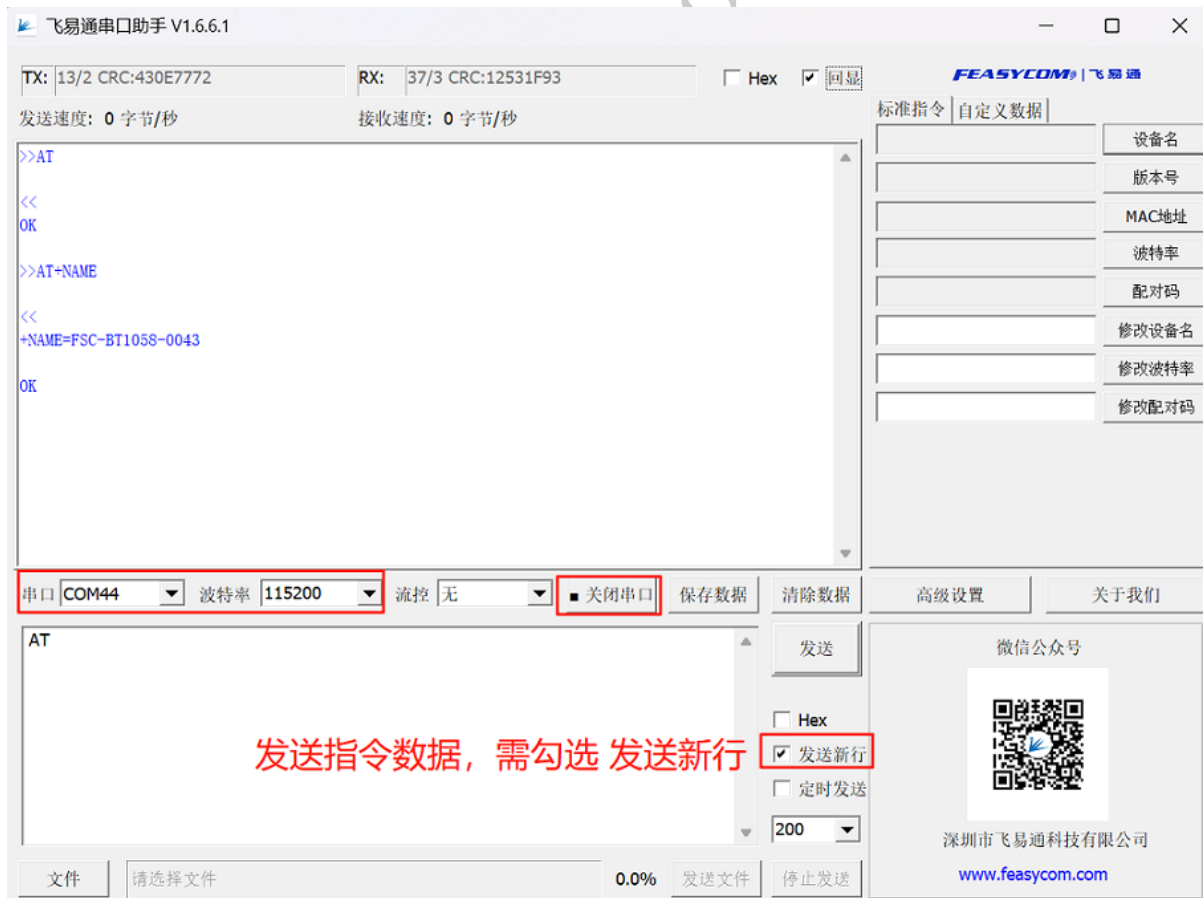 飞易通串口助手 V1.6.6.1
TX: 13/2 CRC:430E7772 RX: 37/3 CRC:12531F93 Hex 回显
发送速度: 0 字节/秒 接收速度: 0 字节/秒
FEASYCOM | 飞易通
标准指令 自定义数据
>>AT
<<
OK
>>AT+NAME
<<
+NAME=FSC-BT1058-0043
OK
设备名
版本号
MAC地址
波特率
配对码
修改设备名
修改波特率
修改配对码
串口 COM44 波特率 115200 流控 无 ■ 关闭串口 保存数据 清除数据 高级设置 关于我们
AT
发送指令数据，需勾选 发送新行
发送
Hex
发送新行
定时发送
200
文件 请选择文件 0.0% 发送文件 停止发送
微信公众号
深圳市飞易通科技有限公司
www.feasycom.com